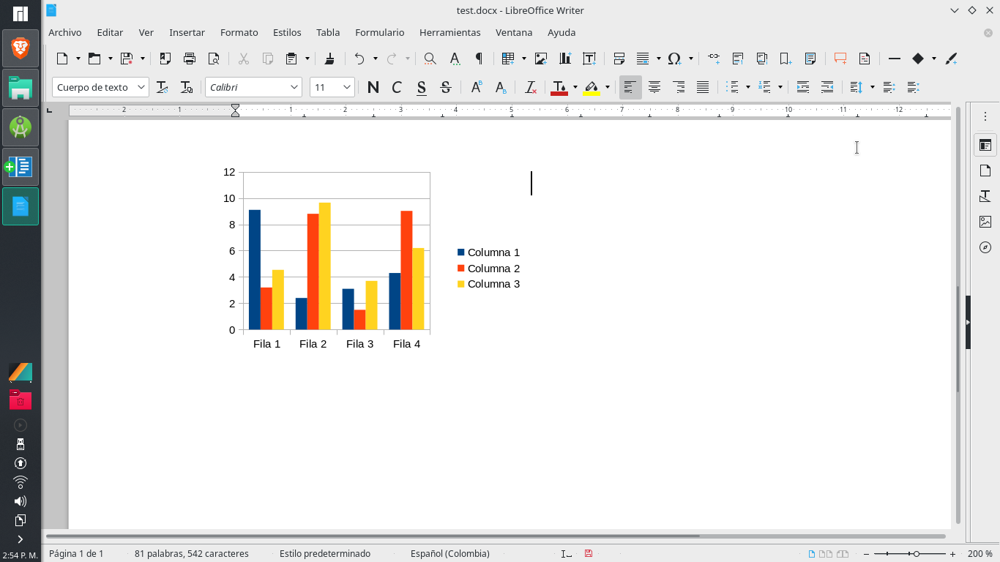 test.docx - LibreOffice Writer
Archivo Editar Ver Insertar Formato Estilos Tabla Formulario Herramientas Ventana Ayuda
Cuerpo de texto Calibri 11 N C S S
2 1 1 2 3 4 5 6 7 8 9 10 11 12
12
10
8
6
4
2
0
Fila 1 Fila 2 Fila 3 Fila 4
Columna 1
Columna 2
Columna 3
Página 1 de 1 81 palabras, 542 caracteres Estilo predeterminado Español (Colombia) 200 %
2:54 P. M.